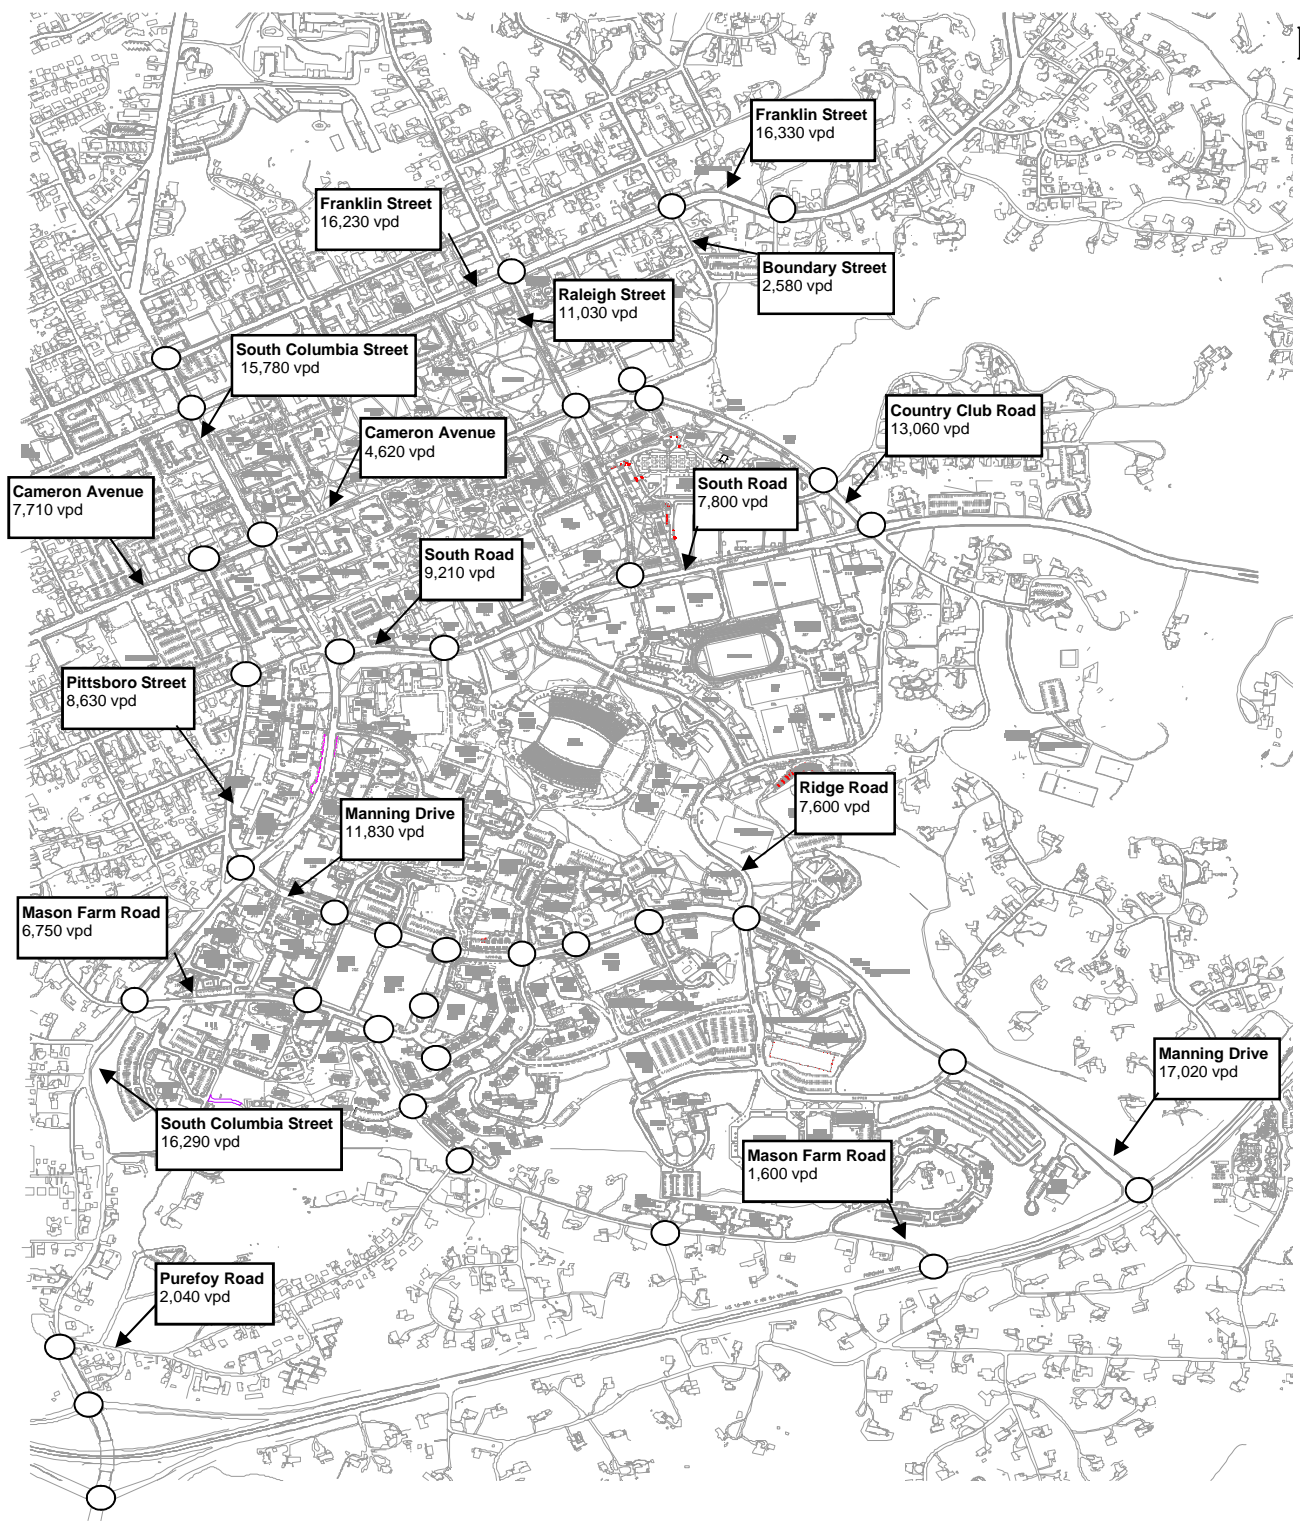 Franklin Street
16,330 vpd
Franklin Street
16,230 vpd
Boundary Street
2,580 vpd
Raleigh Street
11,030 vpd
South Columbia Street
15,780 vpd
Country Club Road
13,060 vpd
Cameron Avenue
4,620 vpd
South Road
7,800 vpd
Cameron Avenue
7,710 vpd
South Road
9,210 vpd
Pittsboro Street
8,630 vpd
Ridge Road
7,600 vpd
Manning Drive
11,830 vpd
Mason Farm Road
6,750 vpd
Manning Drive
17,020 vpd
South Columbia Street
16,290 vpd
Mason Farm Road
1,600 vpd
Purefoy Road
2,040 vpd